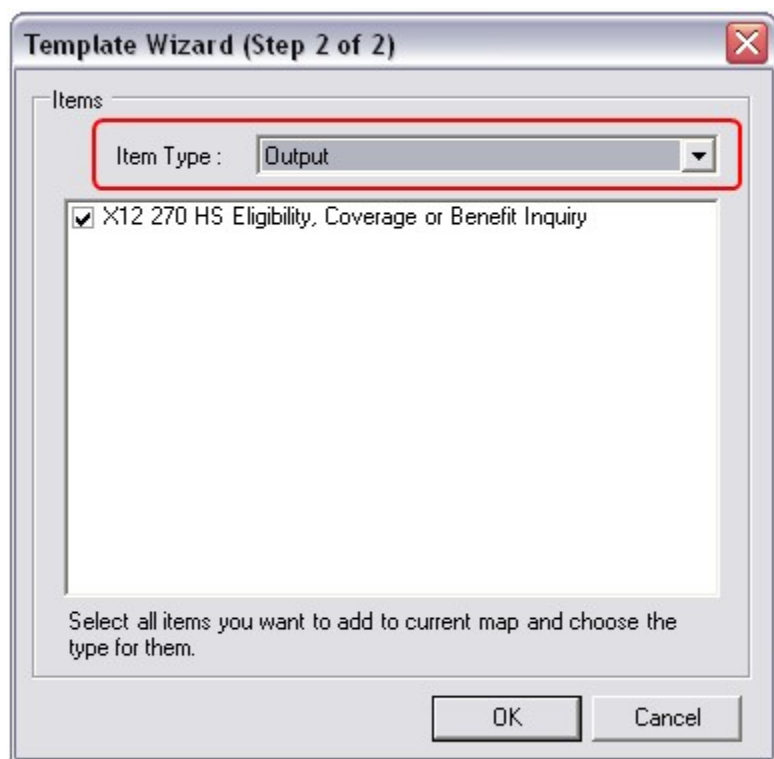 Template Wizard (Step 2 of 2)
Items
Item Type :
Output
X12 270 HS Eligibility, Coverage or Benefit Inquiry
Select all items you want to add to current map and choose the
type for them.
OK
Cancel